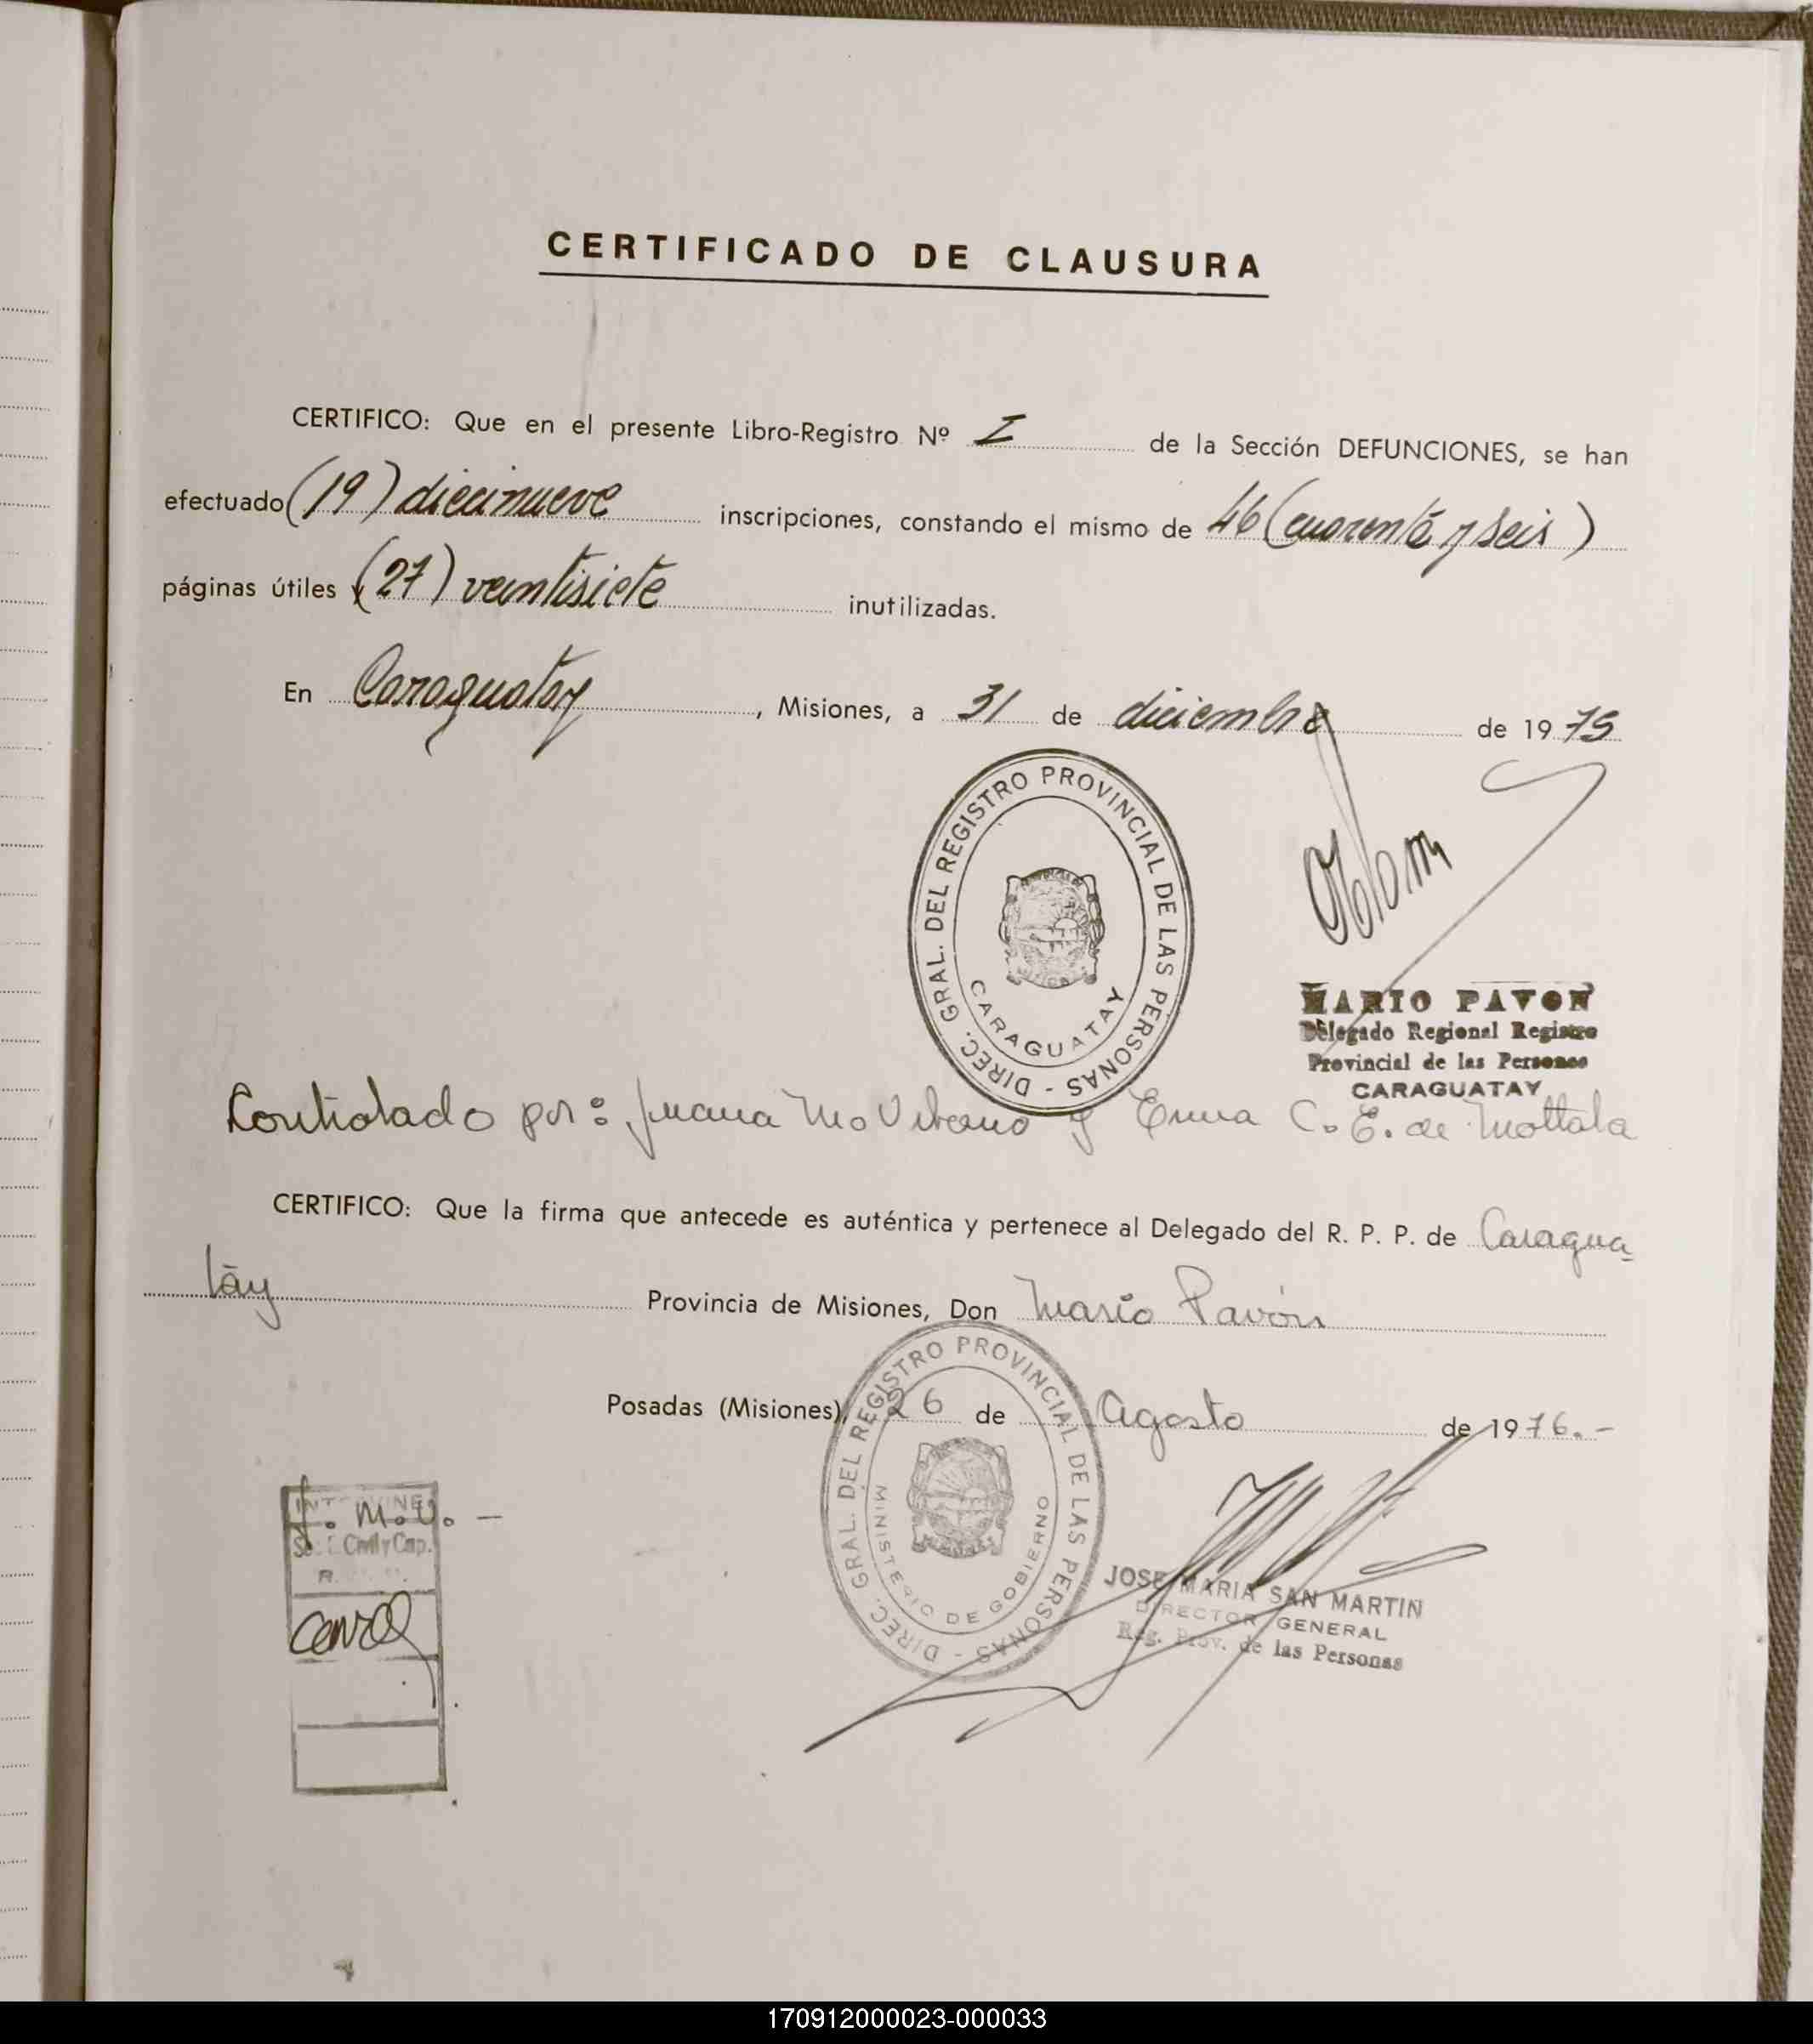 CERTIFICADO DE CLAUSURA
CERTIFICO: Que en el presente Libro-Registro Nº I de la Sección DEFUNCIONES, se han
efectuado (19) diecinueve inscripciones, constando el mismo de 46 (cuarenta y seis)
páginas útiles y (27) veintisiete inutilizadas.
En Caraguatay, Misiones, a 31 de diciembre de 1975
DIREC. GRAL. DEL REGISTRO PROVINCIAL DE LAS PERSONAS -
CARAGUATAY
MARIO PAVON
Delegado Regional Registro
Provincial de las Personas
CARAGUATAY
Controlado por: Juana Y Emma C. E. de Mottola
CERTIFICO: Que la firma que antecede es auténtica y pertenece al Delegado del R. P. P. de Caragua-
tay Provincia de Misiones, Don Mario Pavón
Posadas (Misiones), 26 de Agosto de 1976.-
DIREC. GRAL. DEL REGISTRO PROVINCIAL DE LAS PERSONAS -
MINISTERIO DE GOBIERNO
J. M. V. -
Civil y Cap.
JOSE MARIA SAN MARTIN
DIRECTOR GENERAL
Reg. Prov. de las Personas
170912000023-000033